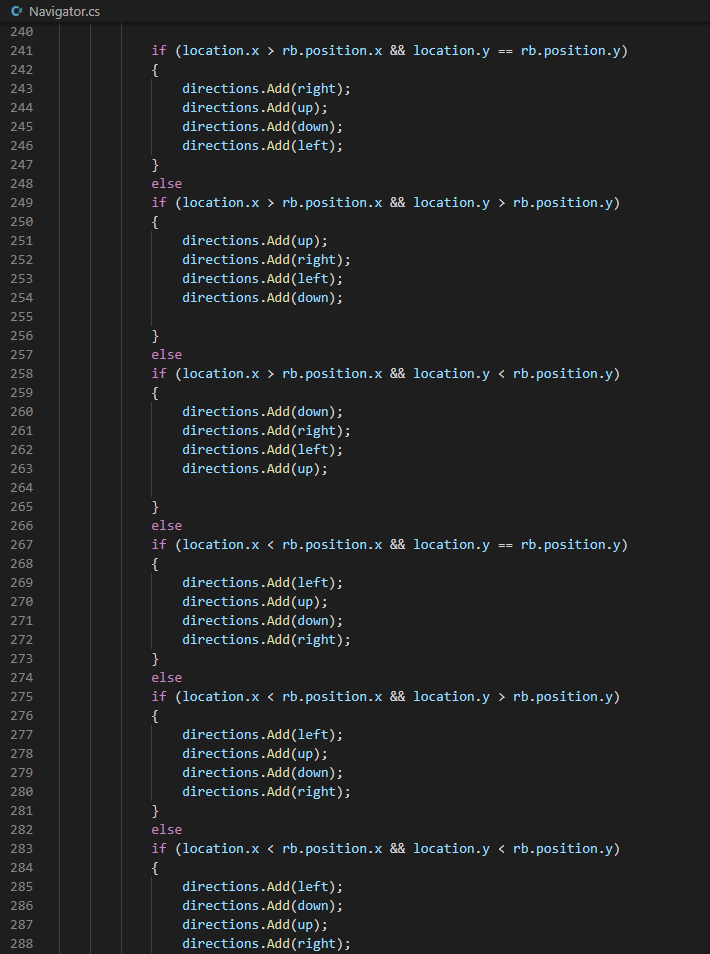 C# Navigator.cs
240
241 if (location.x > rb.position.x && location.y == rb.position.y)
242 {
243 directions.Add(right);
244 directions.Add(up);
245 directions.Add(down);
246 directions.Add(left);
247 }
248 else
249 if (location.x > rb.position.x && location.y > rb.position.y)
250 {
251 directions.Add(up);
252 directions.Add(right);
253 directions.Add(left);
254 directions.Add(down);
255
256 }
257 else
258 if (location.x > rb.position.x && location.y < rb.position.y)
259 {
260 directions.Add(down);
261 directions.Add(right);
262 directions.Add(left);
263 directions.Add(up);
264
265 }
266 else
267 if (location.x < rb.position.x && location.y == rb.position.y)
268 {
269 directions.Add(left);
270 directions.Add(up);
271 directions.Add(down);
272 directions.Add(right);
273 }
274 else
275 if (location.x < rb.position.x && location.y > rb.position.y)
276 {
277 directions.Add(left);
278 directions.Add(up);
279 directions.Add(down);
280 directions.Add(right);
281 }
282 else
283 if (location.x < rb.position.x && location.y < rb.position.y)
284 {
285 directions.Add(left);
286 directions.Add(down);
287 directions.Add(up);
288 directions.Add(right);